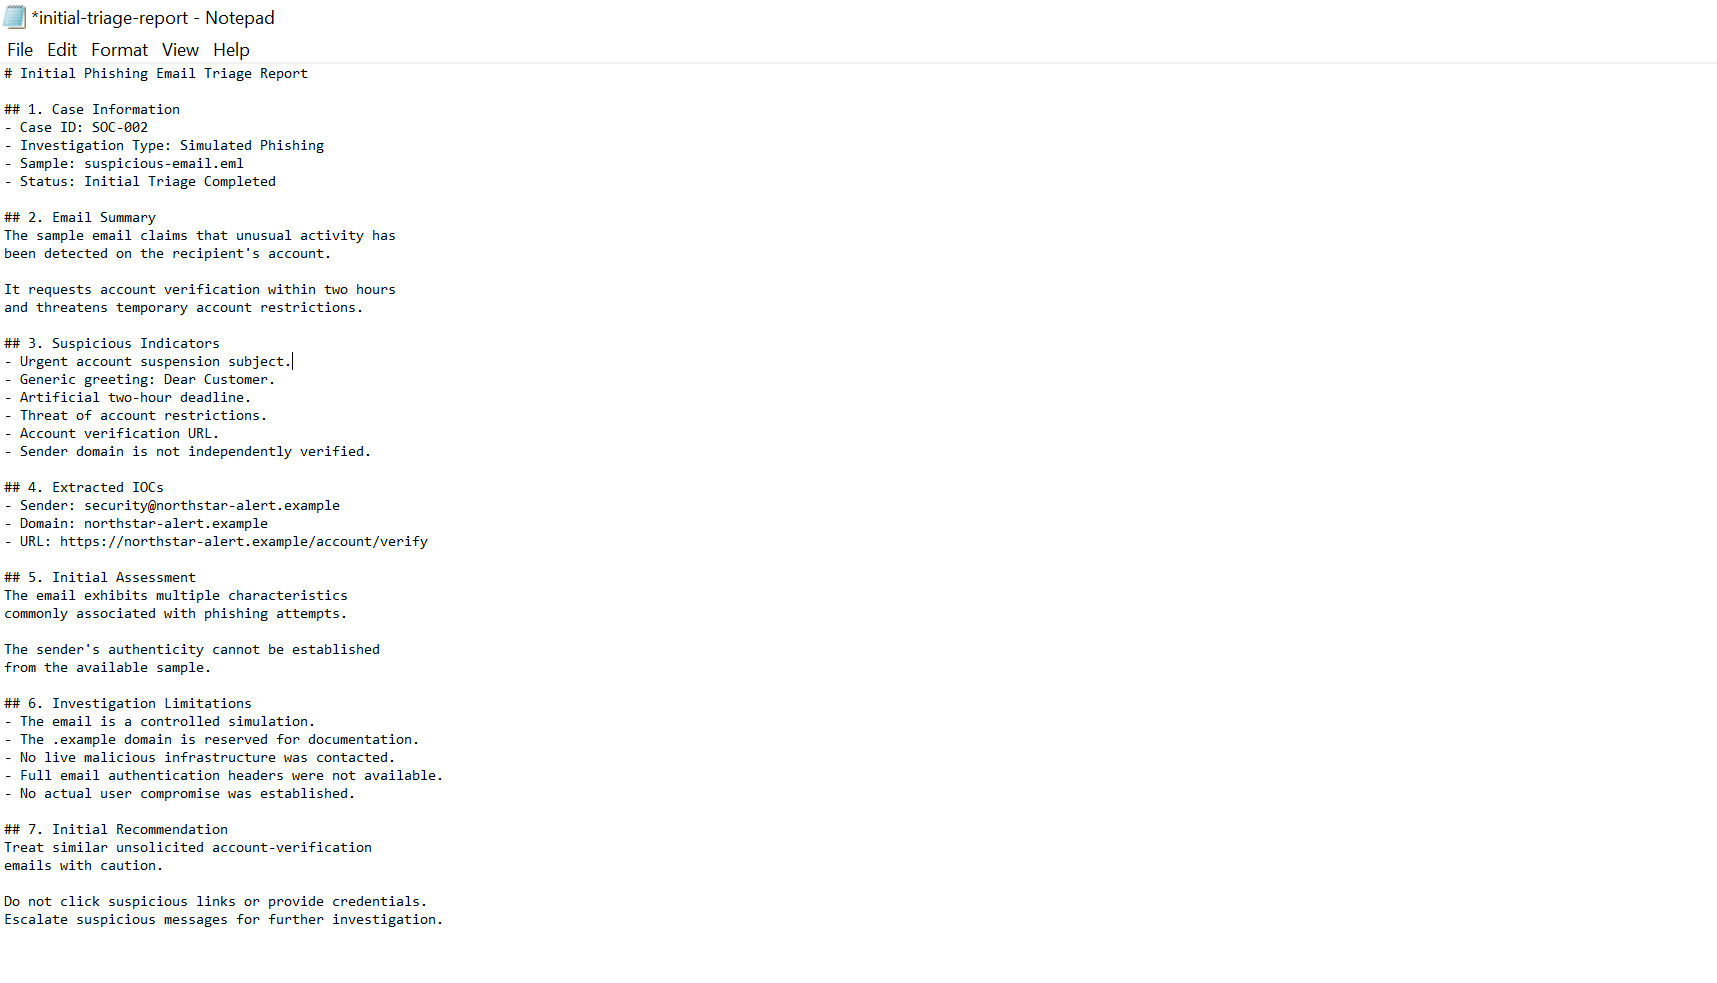 *initial-triage-report - Notepad
File Edit Format View Help
# Initial Phishing Email Triage Report
## 1. Case Information
- Case ID: SOC-002
- Investigation Type: Simulated Phishing
- Sample: suspicious-email.eml
- Status: Initial Triage Completed
## 2. Email Summary
The sample email claims that unusual activity has
been detected on the recipient's account.
It requests account verification within two hours
and threatens temporary account restrictions.
## 3. Suspicious Indicators
- Urgent account suspension subject.
- Generic greeting: Dear Customer.
- Artificial two-hour deadline.
- Threat of account restrictions.
- Account verification URL.
- Sender domain is not independently verified.
## 4. Extracted IOCs
- Sender: security@northstar-alert.example
- Domain: northstar-alert.example
- URL: https://northstar-alert.example/account/verify
## 5. Initial Assessment
The email exhibits multiple characteristics
commonly associated with phishing attempts.
The sender's authenticity cannot be established
from the available sample.
## 6. Investigation Limitations
- The email is a controlled simulation.
- The .example domain is reserved for documentation.
- No live malicious infrastructure was contacted.
- Full email authentication headers were not available.
- No actual user compromise was established.
## 7. Initial Recommendation
Treat similar unsolicited account-verification
emails with caution.
Do not click suspicious links or provide credentials.
Escalate suspicious messages for further investigation.